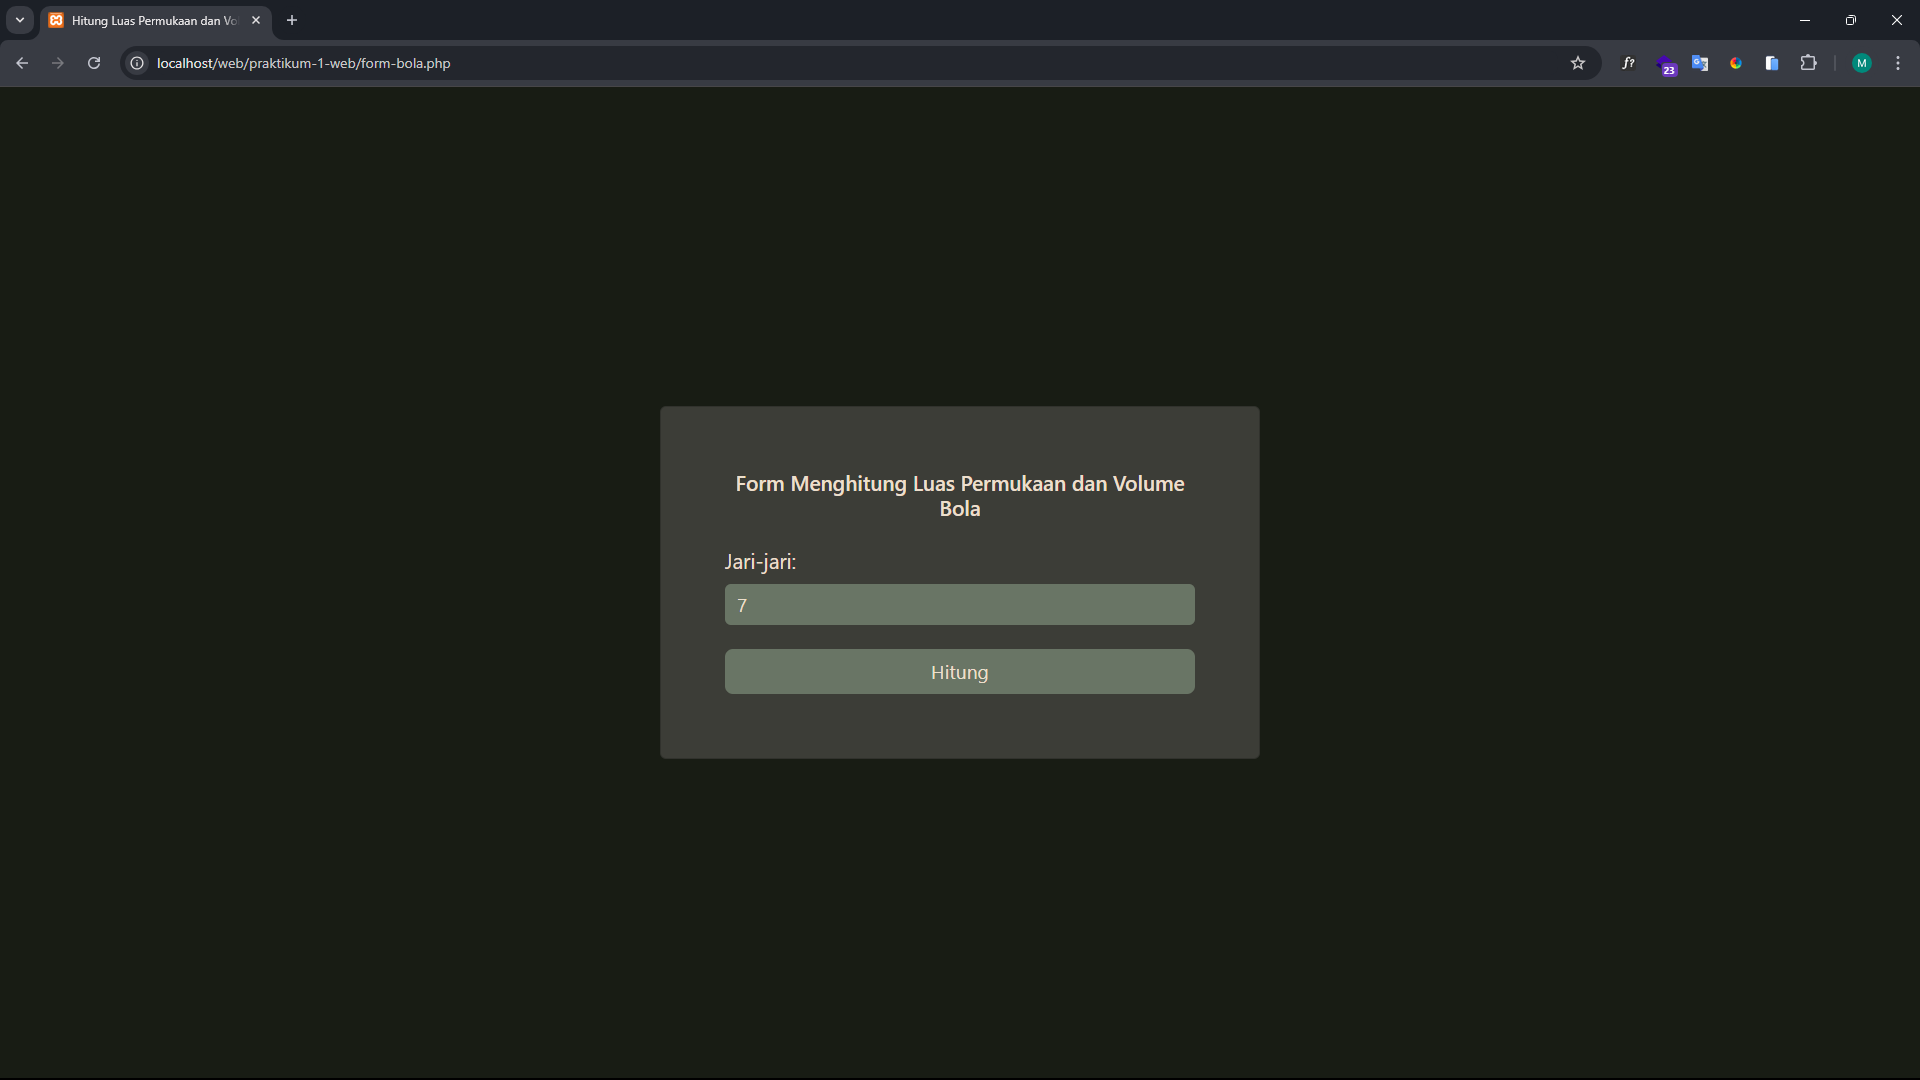 Hitung Luas Permukaan dan Vo
localhost/web/praktikum-1-web/form-bola.php
f?
23
M
Form Menghitung Luas Permukaan dan Volume
Bola
Jari-jari:
7
Hitung